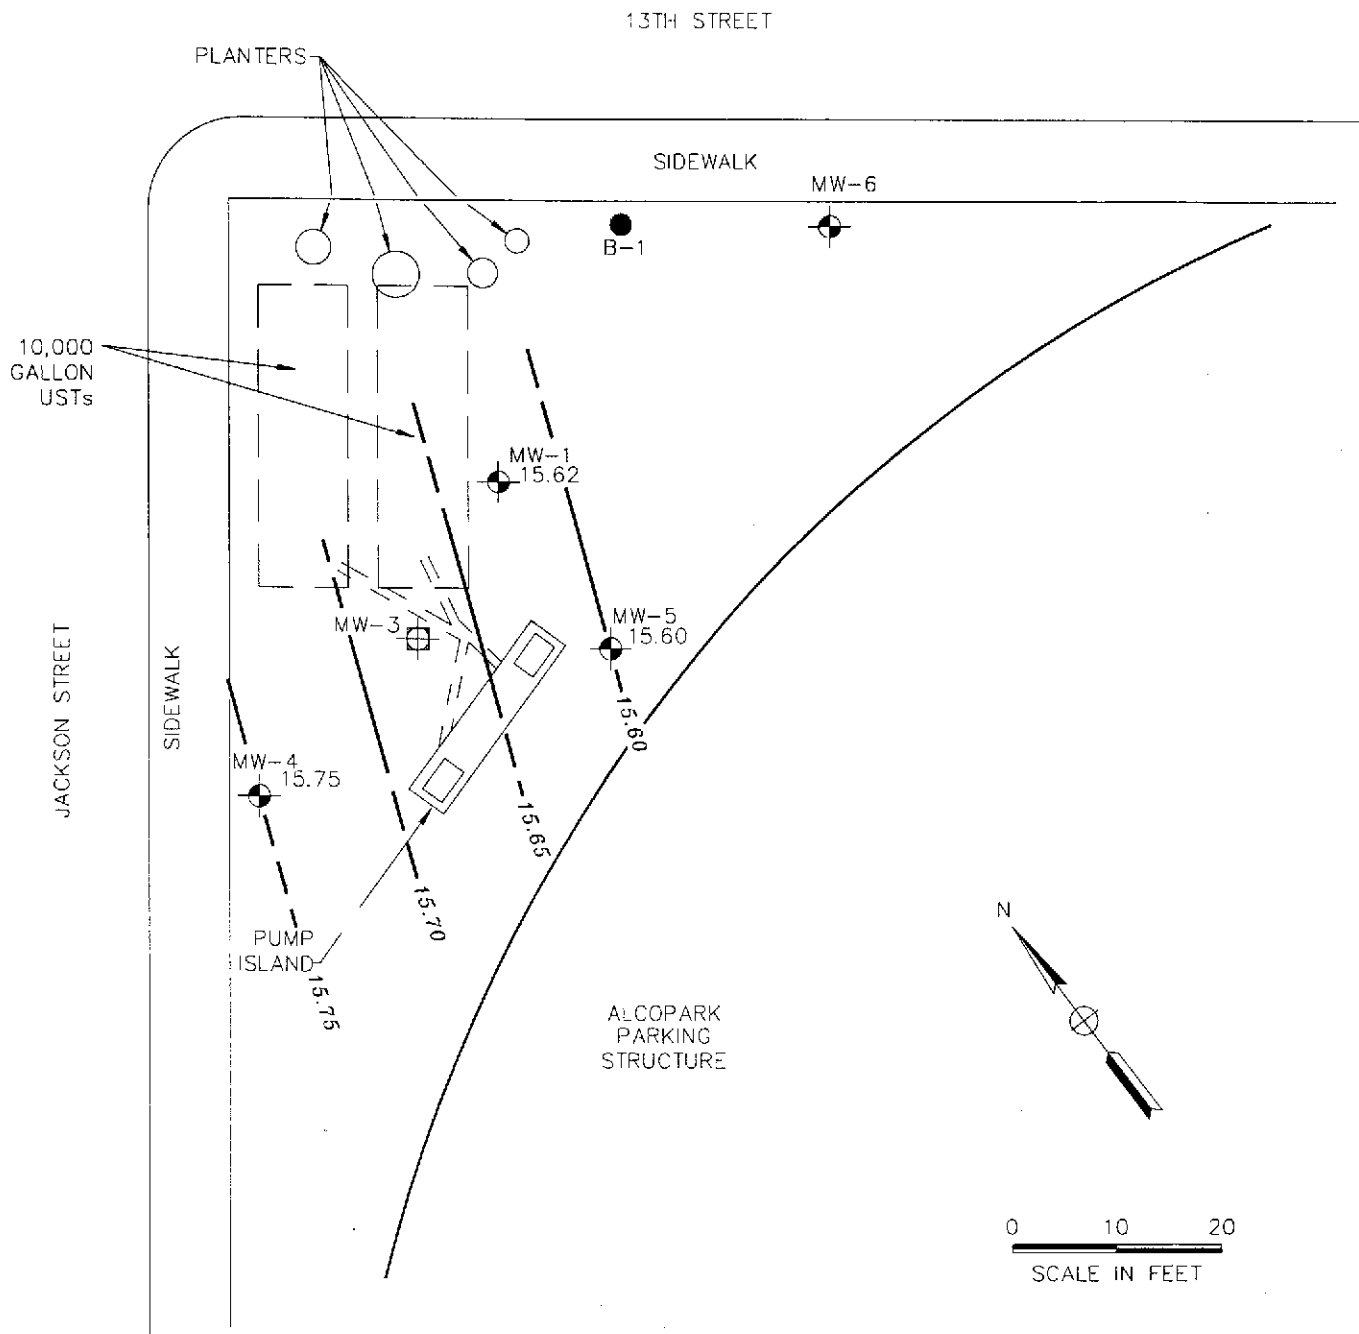 13TH STREET
PLANTERS
SIDEWALK
MW-6
B-1
10,000
GALLON
USTs
MW-1
15.62
MW-3
MW-5
15.60
JACKSON STREET
SIDEWALK
15.60
MW-4
15.75
15.65
15.70
PUMP
ISLAND
15.75
N
ALCOPARK
PARKING
STRUCTURE
0 10 20
SCALE IN FEET